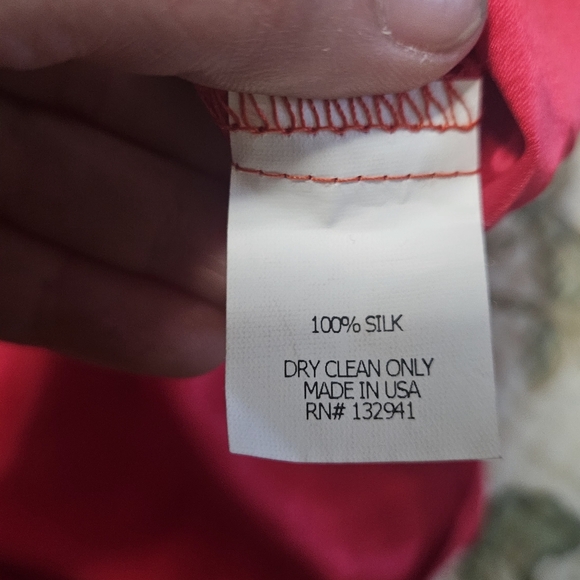 100% SILK
DRY CLEAN ONLY
MADE IN USA
RN# 132941